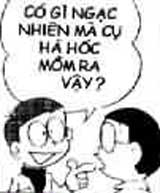 CÓ GÌ NGẠC
NHIÊN MÀ CỤ
HÁ HỐC
MỒM RA
VẬY?